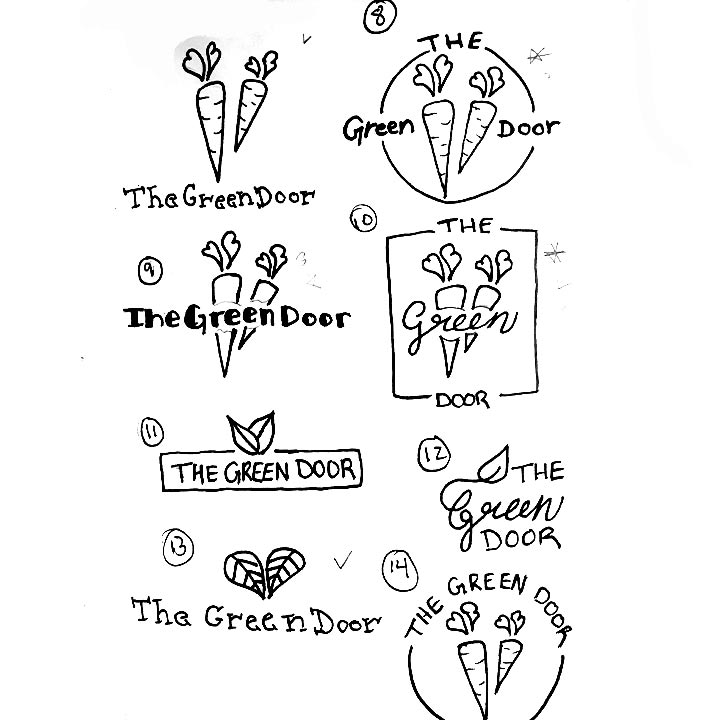 The Green Door
8
THE
Green Door
9
The Green Door
10
THE
Green
DOOR
11
THE GREEN DOOR
12
THE
Green
DOOR
13
The Green Door
14
THE GREEN DOOR